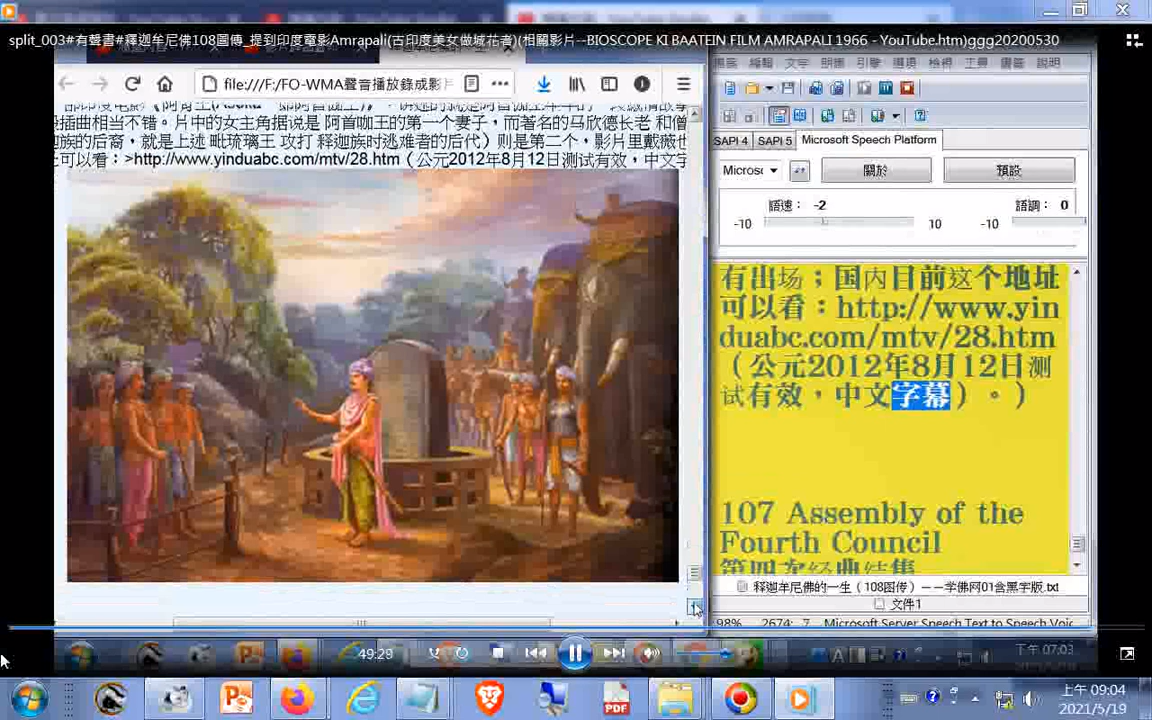 split_003#有聲書#釋迦牟尼佛108圖傳_提到印度電影Amrapali(古印度美女做城花者)(相關影片--BIOSCOPE KI BAATEIN FILM AMRAPALI 1966 - YouTube.htm)ggg20200530
file:///F:/FO-WMA聲音播放錄成影片
插曲相当不错。片中的女主角据说是 阿首咖王的第一个妻子，而著名的马欣德长老 和僧
族的后裔，就是上述 毗琉璃王 攻打 释迦族时逃难者的后代）则是第二个，影片里戴薇也
可以看：>http://www.yinduabc.com/mtv/28.htm（公元2012年8月12日测试有效，中文字
SAPI 4
SAPI 5
Microsoft Speech Platform
關於
預設
語速： -2
語調： 0
-10
10
-10
有出场；国内目前这个地址
可以看：http://www.yin
duabc.com/mtv/28.htm
（公元2012年8月12日测
试有效，中文字幕）。）
107 Assembly of the
Fourth Council
第四次经典结集
释迦牟尼佛的一生（108图传）－－学佛网01含黑字版.txt
文件1
98%
2674: 7
Microsoft Server Speech Text to Speech Voic
49:29
下午 07:03
上午 09:04
2021/5/19